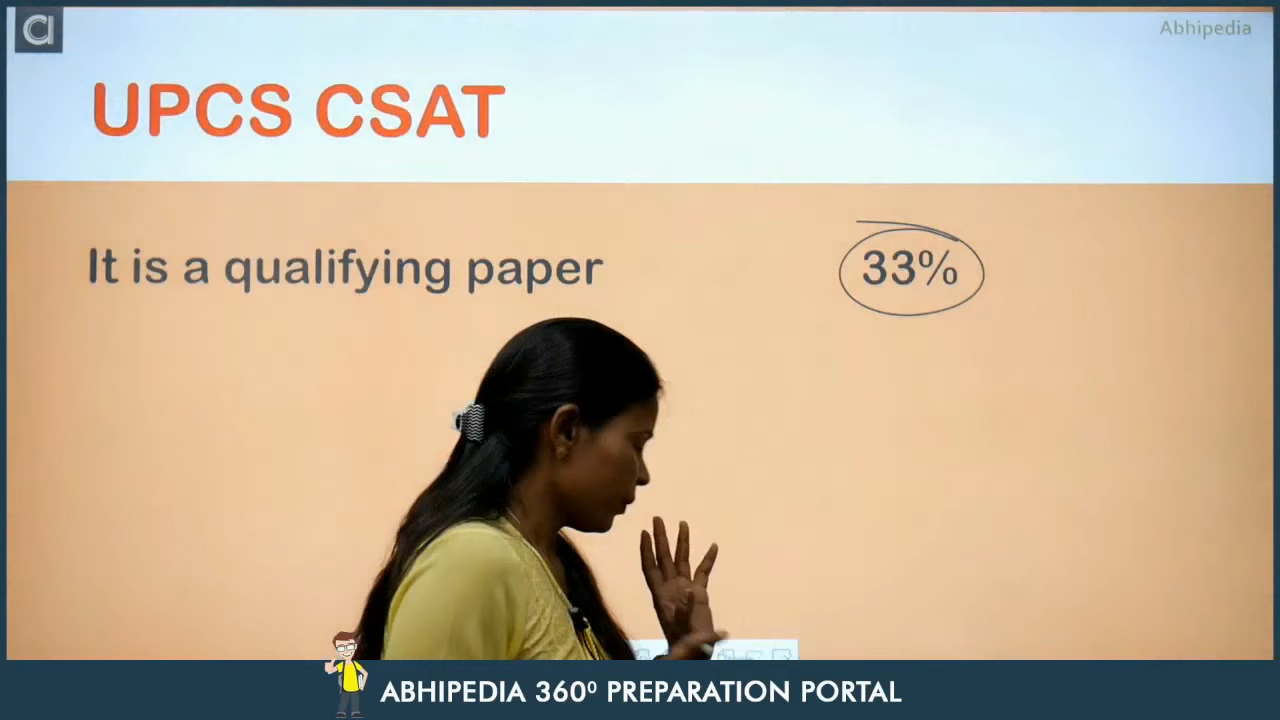 Abhipedia
UPCS CSAT
It is a qualifying paper
33%
ABHIPEDIA 360⁰ PREPARATION PORTAL